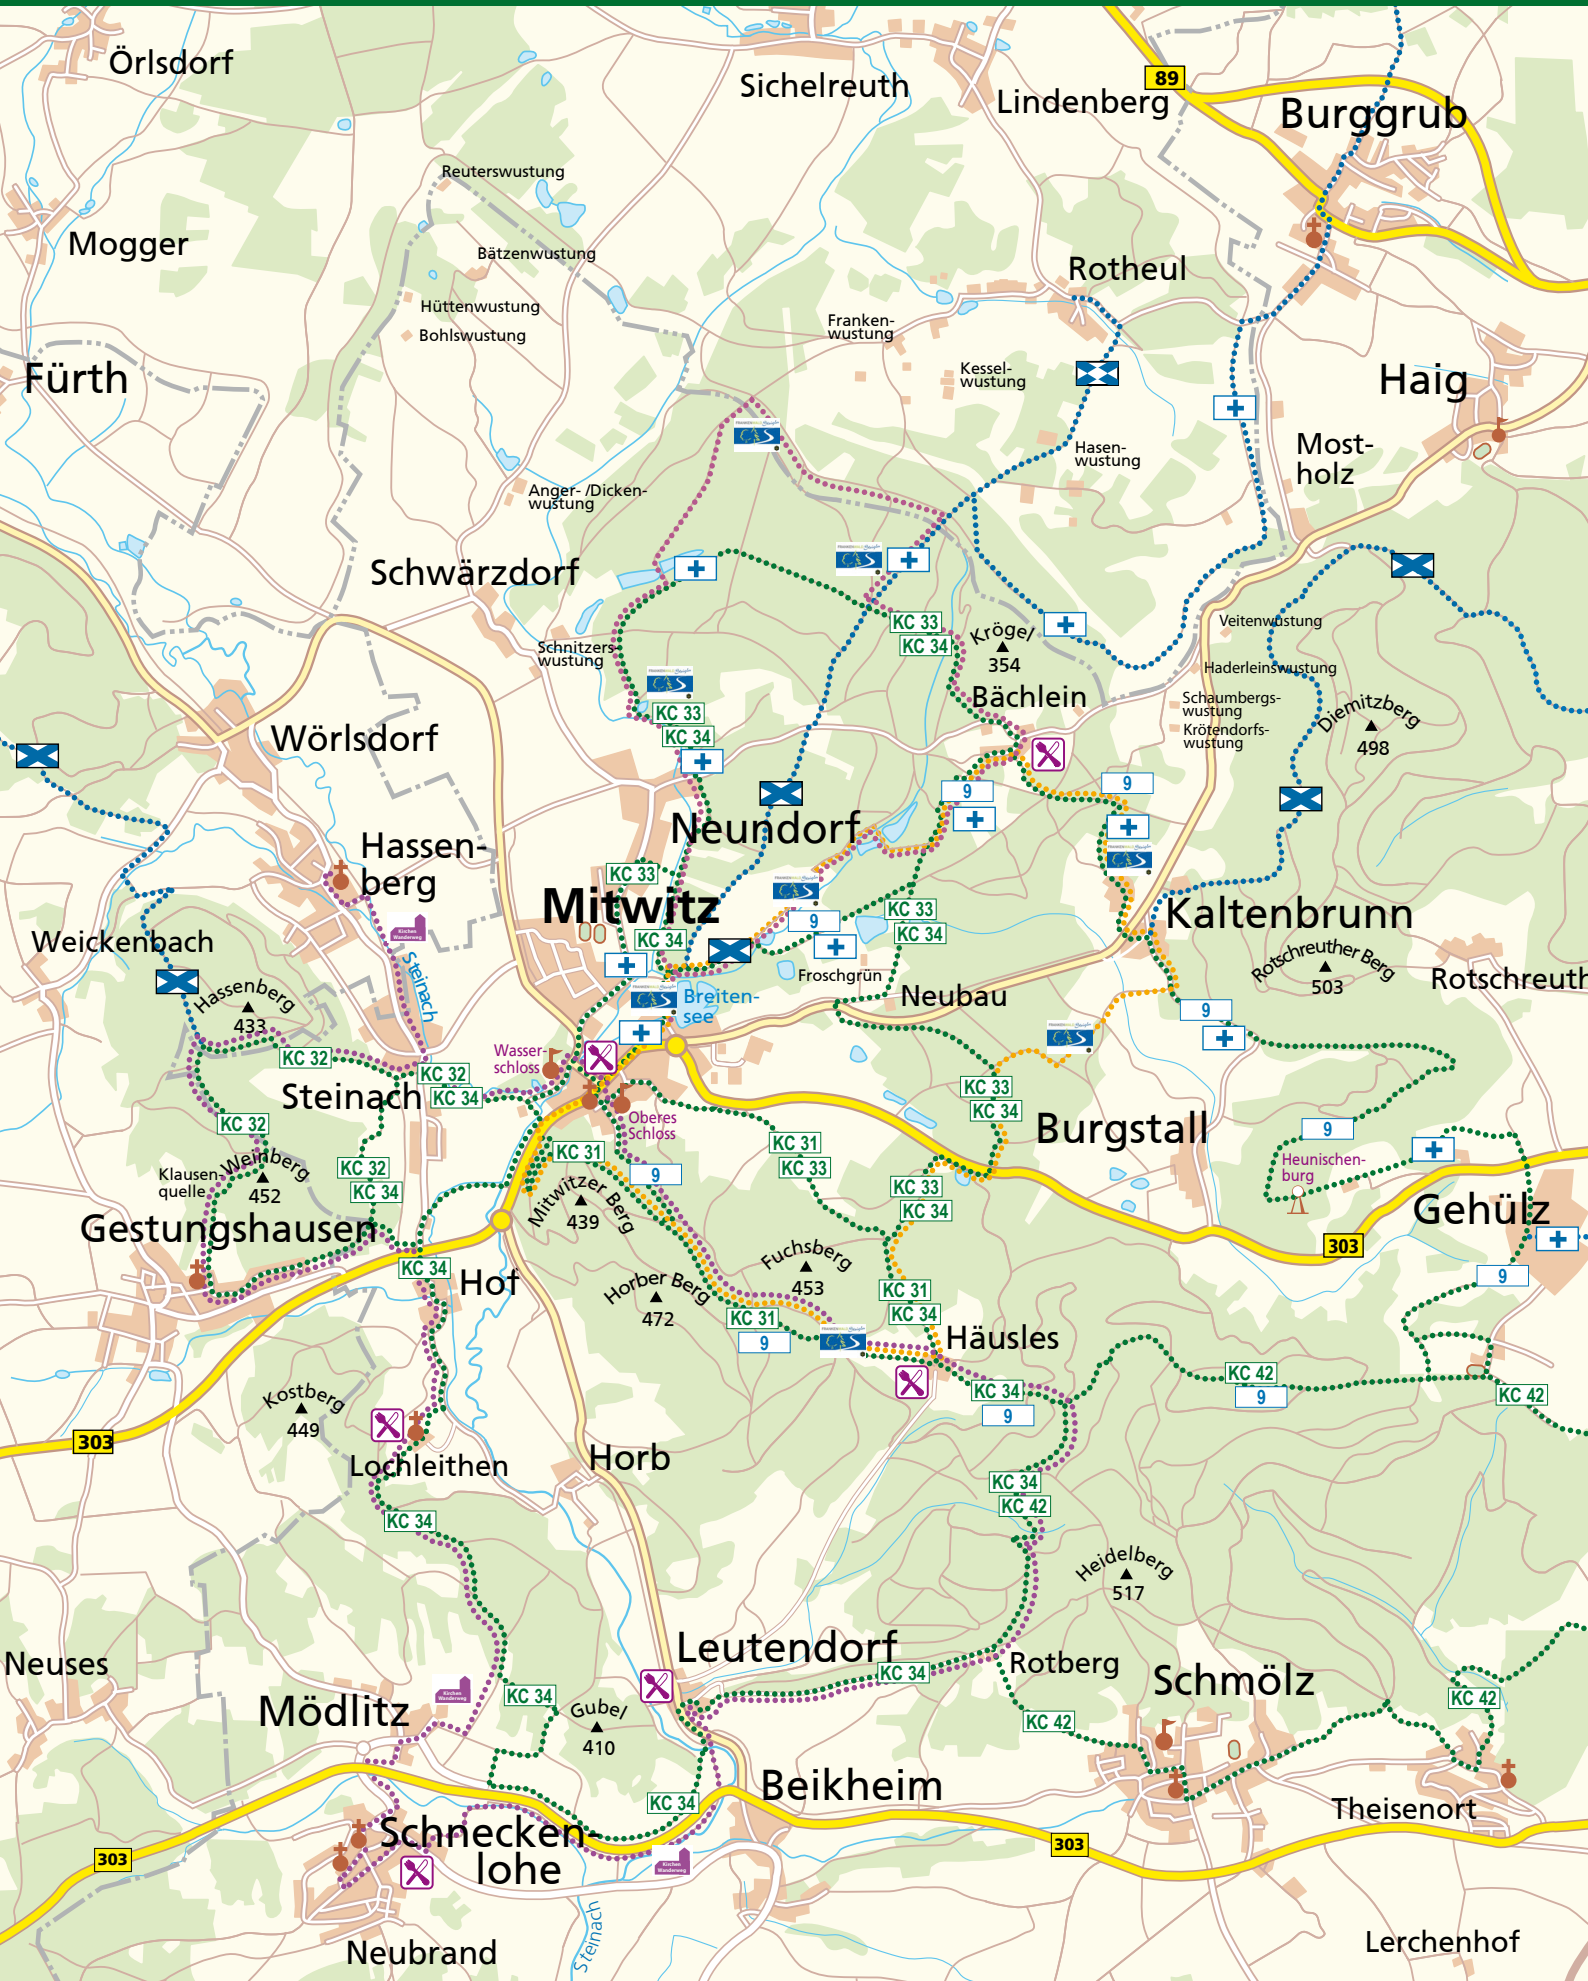 Örlsdorf
Sichelreuth
Lindenberg
89
Burggrub
Reuterswustung
Mogger
Bätzenwustung
Rotheul
Hüttenwustung
Bohlswustung
Franken-
wustung
Fürth
Kessel-
wustung
Haig
Hasen-
wustung
Most-
holz
Anger- /Dicken-
wustung
Schwärzdorf
KC 33
KC 34
Krögel
354
Veitenwustung
Schnitzers-
wustung
Haderleinswustung
Bächlein
Schaumbergs-
wustung
Krötendorfs-
wustung
Diemitzberg
498
KC 33
KC 34
Wörlsdorf
9
9
Neundorf
Hassen-
berg
KC 33
Mitwitz
9
KC 33
KC 34
Kaltenbrunn
KC 34
Weickenbach
Kirchen
Wanderweg
Steinach
Froschgrün
Rotschreuther Berg
503
Rotschreuth
Hassenberg
433
Breiten-
see
Neubau
9
KC 32
Wasser-
schloss
KC 32
KC 34
Steinach
KC 33
KC 34
Oberes
Schloss
Burgstall
KC 32
KC 31
KC 31
KC 33
9
Klausen-
quelle
Weinberg
452
KC 32
KC 34
9
Heunischen-
burg
Mitwitzer Berg
439
KC 33
KC 34
Gestungshausen
Gehülz
303
KC 34
Hof
Fuchsberg
453
Horber Berg
472
KC 31
9
KC 31
KC 34
9
Häusles
KC 34
9
KC 42
9
KC 42
Kostberg
449
303
Lochleithen
Horb
KC 34
KC 34
KC 42
Heidelberg
517
Leutendorf
Neuses
KC 34
Rotberg
Schmölz
Kirchen
Wanderweg
KC 34
Mödlitz
Gubel
410
KC 42
KC 42
Beikheim
KC 34
Theisenort
Schnecken-
lohe
303
303
Kirchen
Wanderweg
Steinach
Neubrand
Lerchenhof